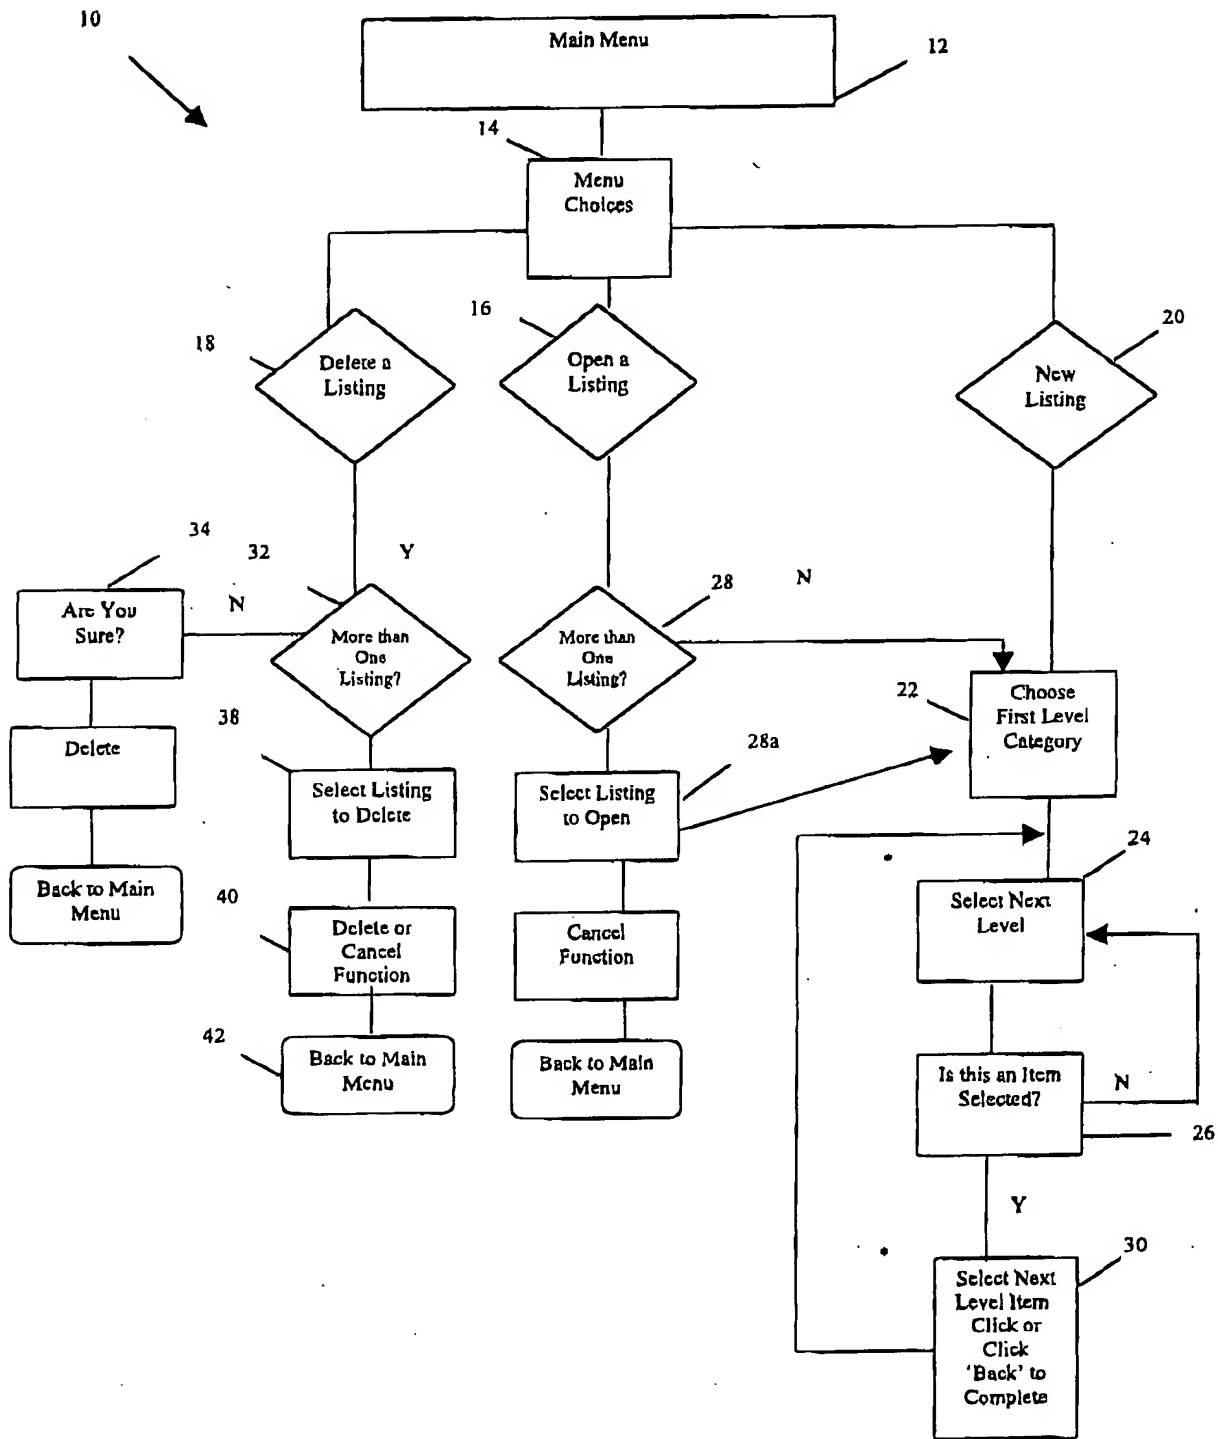 10
Main Menu
12
14
Menu
Choices
18
Delete a
Listing
16
Open a
Listing
20
New
Listing
34
32
Y
28
N
Are You
Sure?
N
More than
One
Listing?
More than
One
Listing?
22
Choose
First Level
Category
38
28a
Delete
Select Listing
to Delete
Select Listing
to Open
24
Back to Main
Menu
40
Delete or
Cancel
Function
Cancel
Function
Select Next
Level
42
Back to Main
Menu
Back to Main
Menu
Is this an Item
Selected?
N
26
Y
30
Select Next
Level Item
Click or
Click
'Back' to
Complete